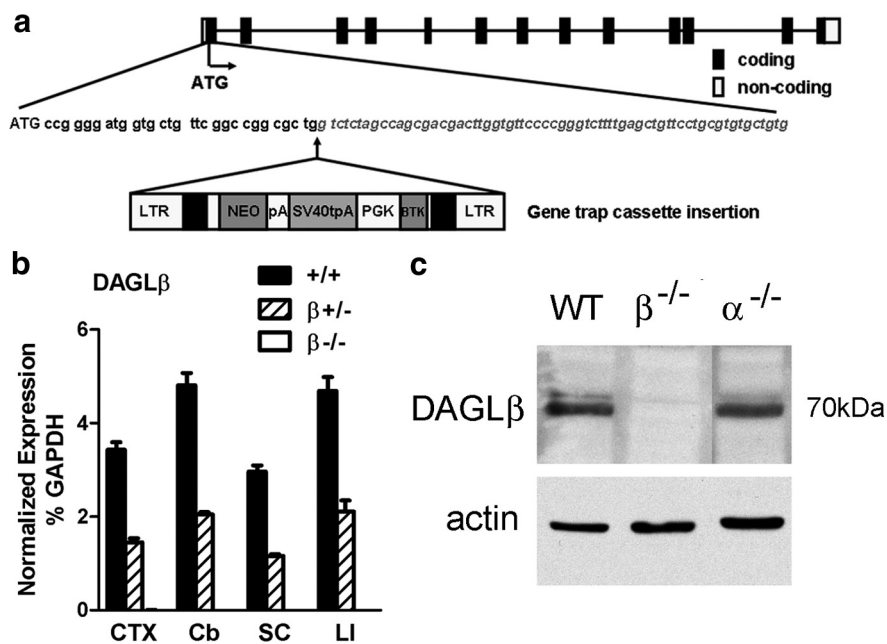 a
ATG
coding
non-coding
ATG ccg ggg atg gtg ctg ttc ggc cgg cgc tgg tctctagccagcgacgacttggtgttccccgggtcttttgagctgttcctgcgtgtgctgtg
LTR NEO pA SV40tpA PGK BTK LTR
Gene trap cassette insertion
b
DAGLβ
+/+
β+/-
β-/-
Normalized Expression
% GAPDH
6
4
2
0
CTX Cb SC LI
c
WT β-/- α-/-
DAGLβ 70kDa
actin